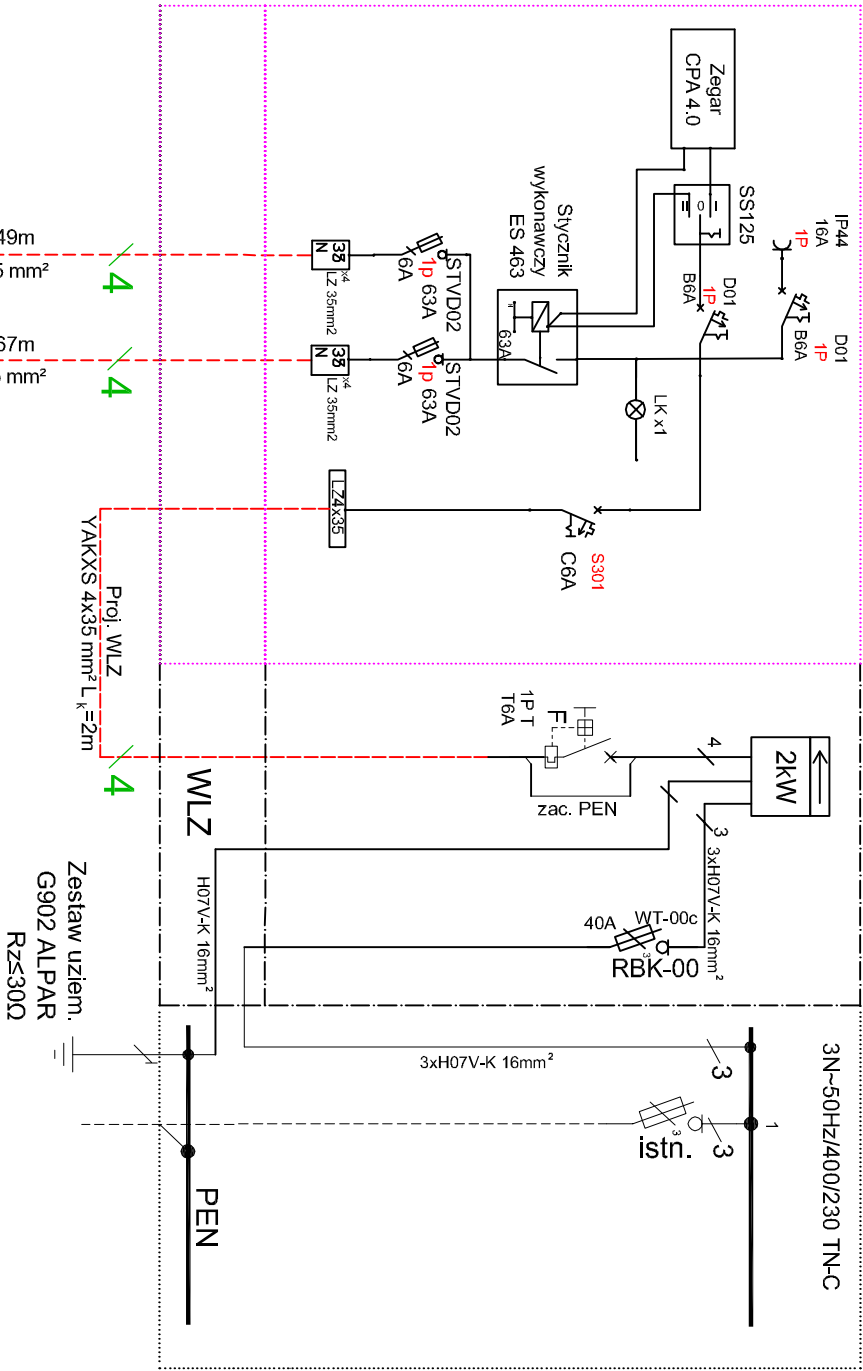 Zegar
CPA 4.0
SS125
I
0
II
IP44
16A
1P
D01
1P
B6A
D01
1P
B6A
Stycznik
wykonawczy
ES 463
63A
LK x1
STVD02
1p 63A
6A
STVD02
1p 63A
6A
x4
N
LZ 35mm2
x4
N
LZ 35mm2
LZ4x35
S301
C6A
49m
mm²
4
67m
mm²
4
Proj. WLZ
YAKXS 4x35 mm² L k=2m
4
WLZ
1P T
T6A
F
zac. PEN
4
2kW
3
3xH07V-K 16mm²
40A
WT-00c
3
RBK-00
H07V-K 16mm²
Zestaw uziem.
G902 ALPAR
Rz≤30Ω
3N~50Hz/400/230 TN-C
3xH07V-K 16mm²
3
1
3
3
istn.
PEN